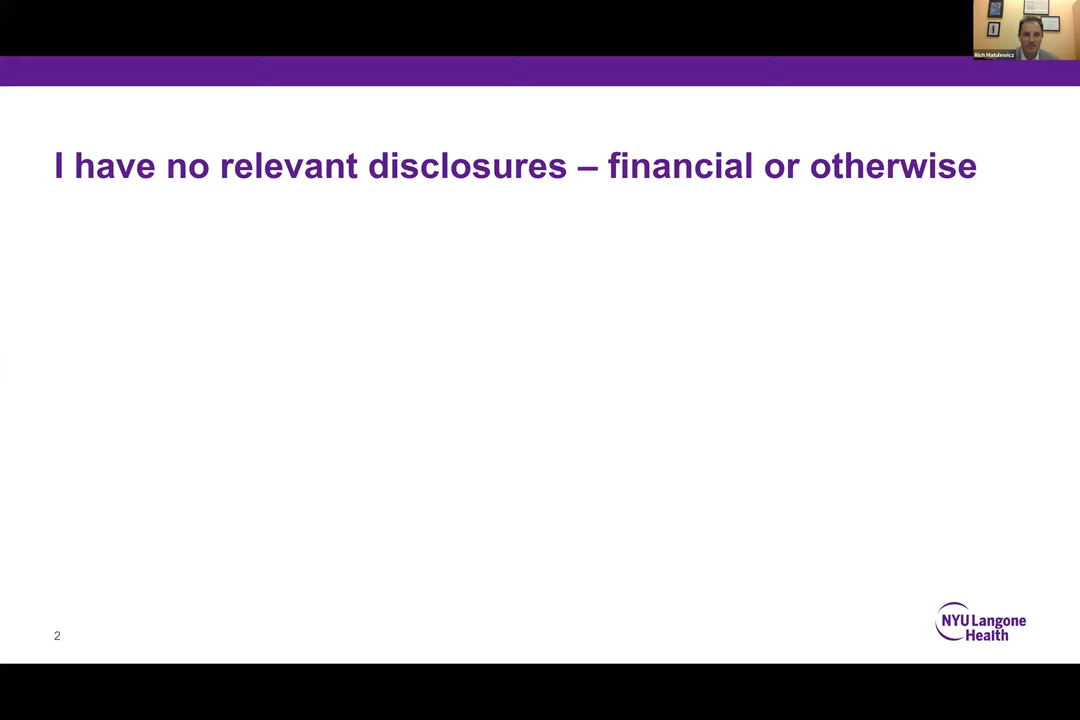 Rich Matulewicz
I have no relevant disclosures – financial or otherwise
2
NYU Langone
Health